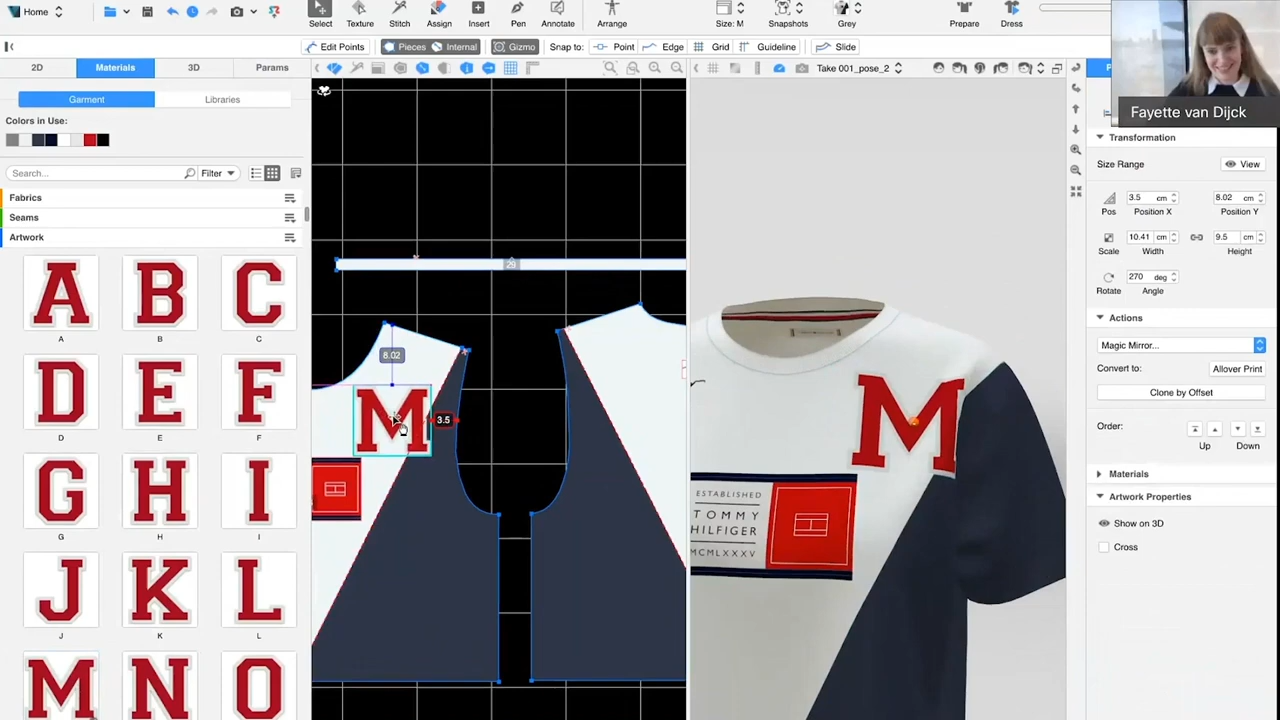 Home
Select
Texture
Stitch
Assign
Insert
Pen
Annotate
Arrange
Size: M
Snapshots
Grey
Prepare
Dress
Edit Points
Pieces
Internal
Gizmo
Snap to:
Point
Edge
Grid
Guideline
Slide
2D
Materials
3D
Params
Take 001_pose_2
Garment
Libraries
Colors in Use:
Search...
Filter
Fabrics
Seams
Artwork
A B C
A B C
D E F
D E F
G H I
G H I
J K L
J K L
M N O
29
8.02
M
3.5
M
ESTABLISHED
TOMMY
HILFIGER
MCMLXXXV
Fayette van Dijck
Transformation
Size Range
View
Pos
3.5 cm
Position X
8.02 cm
Position Y
Scale
10.41 cm
Width
9.5 cm
Height
Rotate
270 deg
Angle
Actions
Magic Mirror...
Convert to:
Allover Print
Clone by Offset
Order:
Up
Down
Materials
Artwork Properties
Show on 3D
Cross